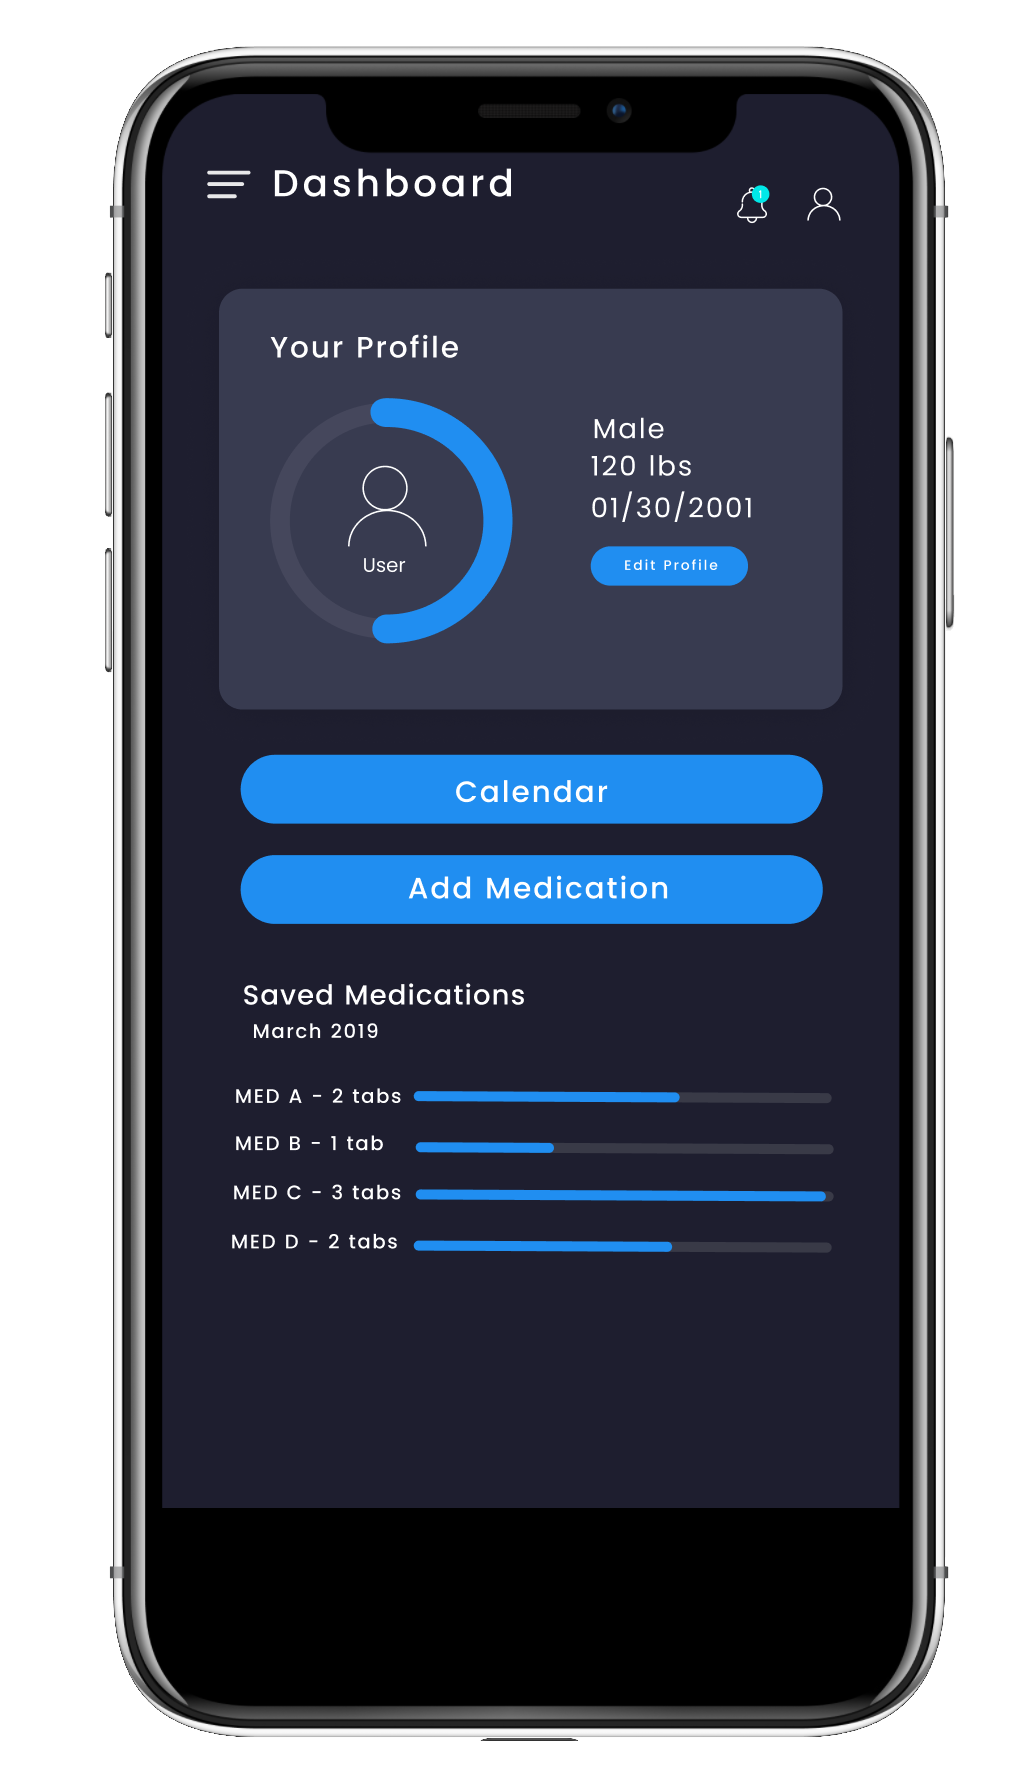 Dashboard
1
Your Profile
Male
120 lbs
01/30/2001
User
Edit Profile
Calendar
Add Medication
Saved Medications
March 2019
MED A - 2 tabs
MED B - 1 tab
MED C - 3 tabs
MED D - 2 tabs